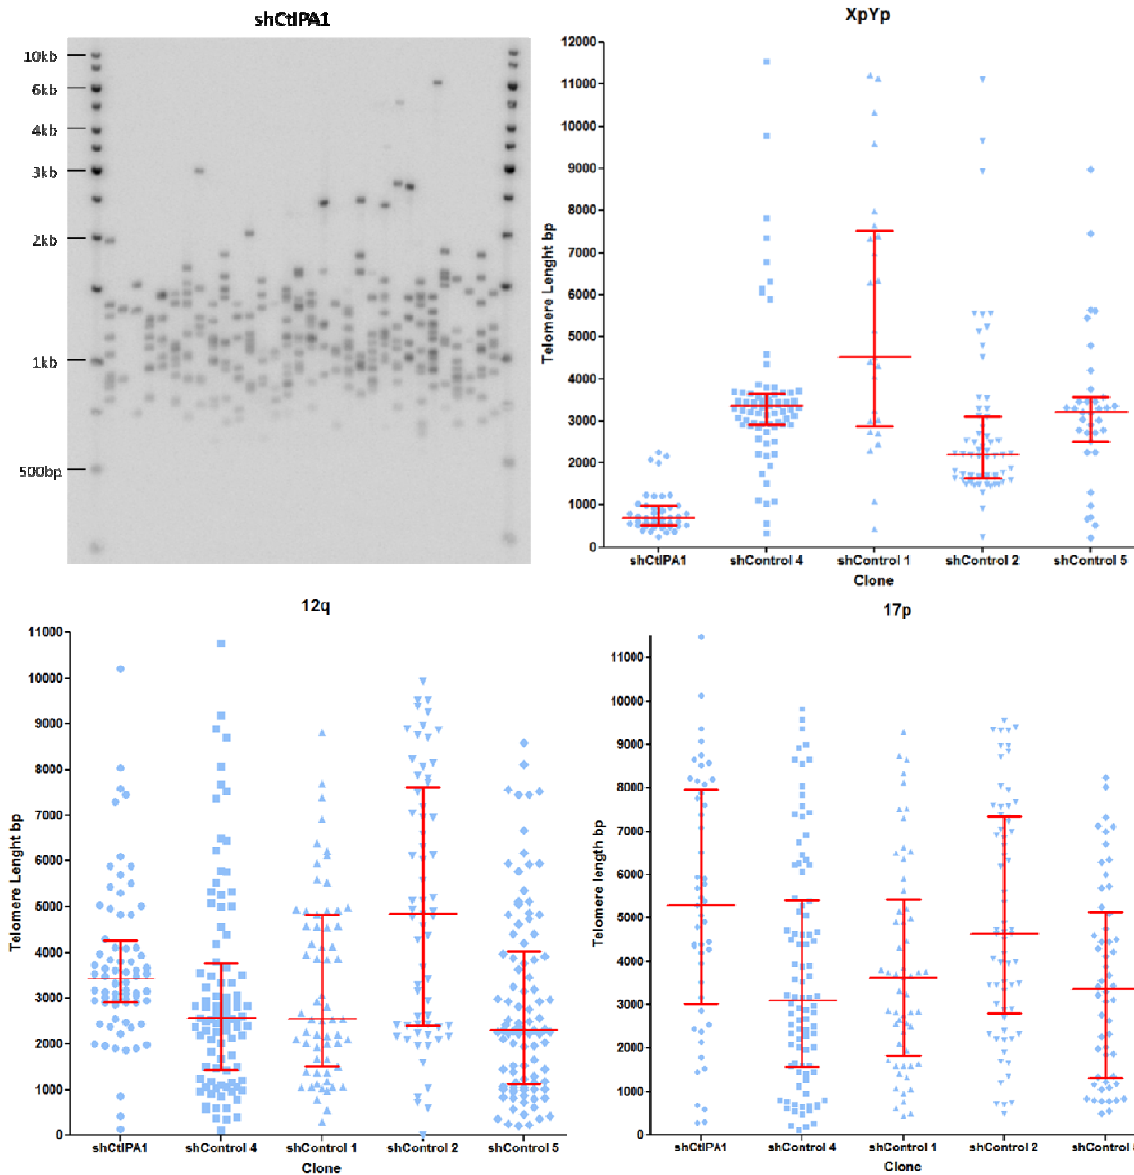 shCtIPA1
10kb
6kb
4kb
3kb
2kb
1kb
500bp
XpYp
Telomere Lenght bp
12000
11000
10000
9000
8000
7000
6000
5000
4000
3000
2000
1000
0
shCtIPA1 shControl 4 shControl 1 shControl 2 shControl 5
Clone
12q
Telomere Lenght bp
11000
10000
9000
8000
7000
6000
5000
4000
3000
2000
1000
0
shCtIPA1 shControl 4 shControl 1 shControl 2 shControl 5
Clone
17p
Telomere length bp
11000
10000
9000
8000
7000
6000
5000
4000
3000
2000
1000
0
shCtIPA1 shControl 4 shControl 1 shControl 2 shControl
Clone